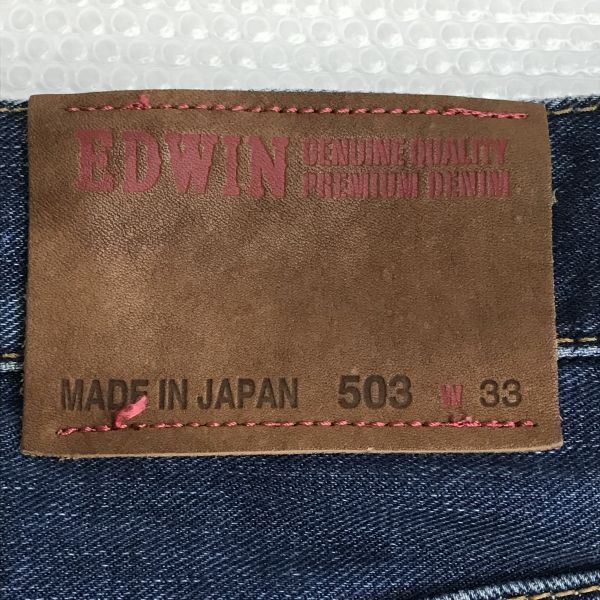 EDWIN GENUINE QUALITY
PREMIUM DENIM
MADE IN JAPAN 503 W 33